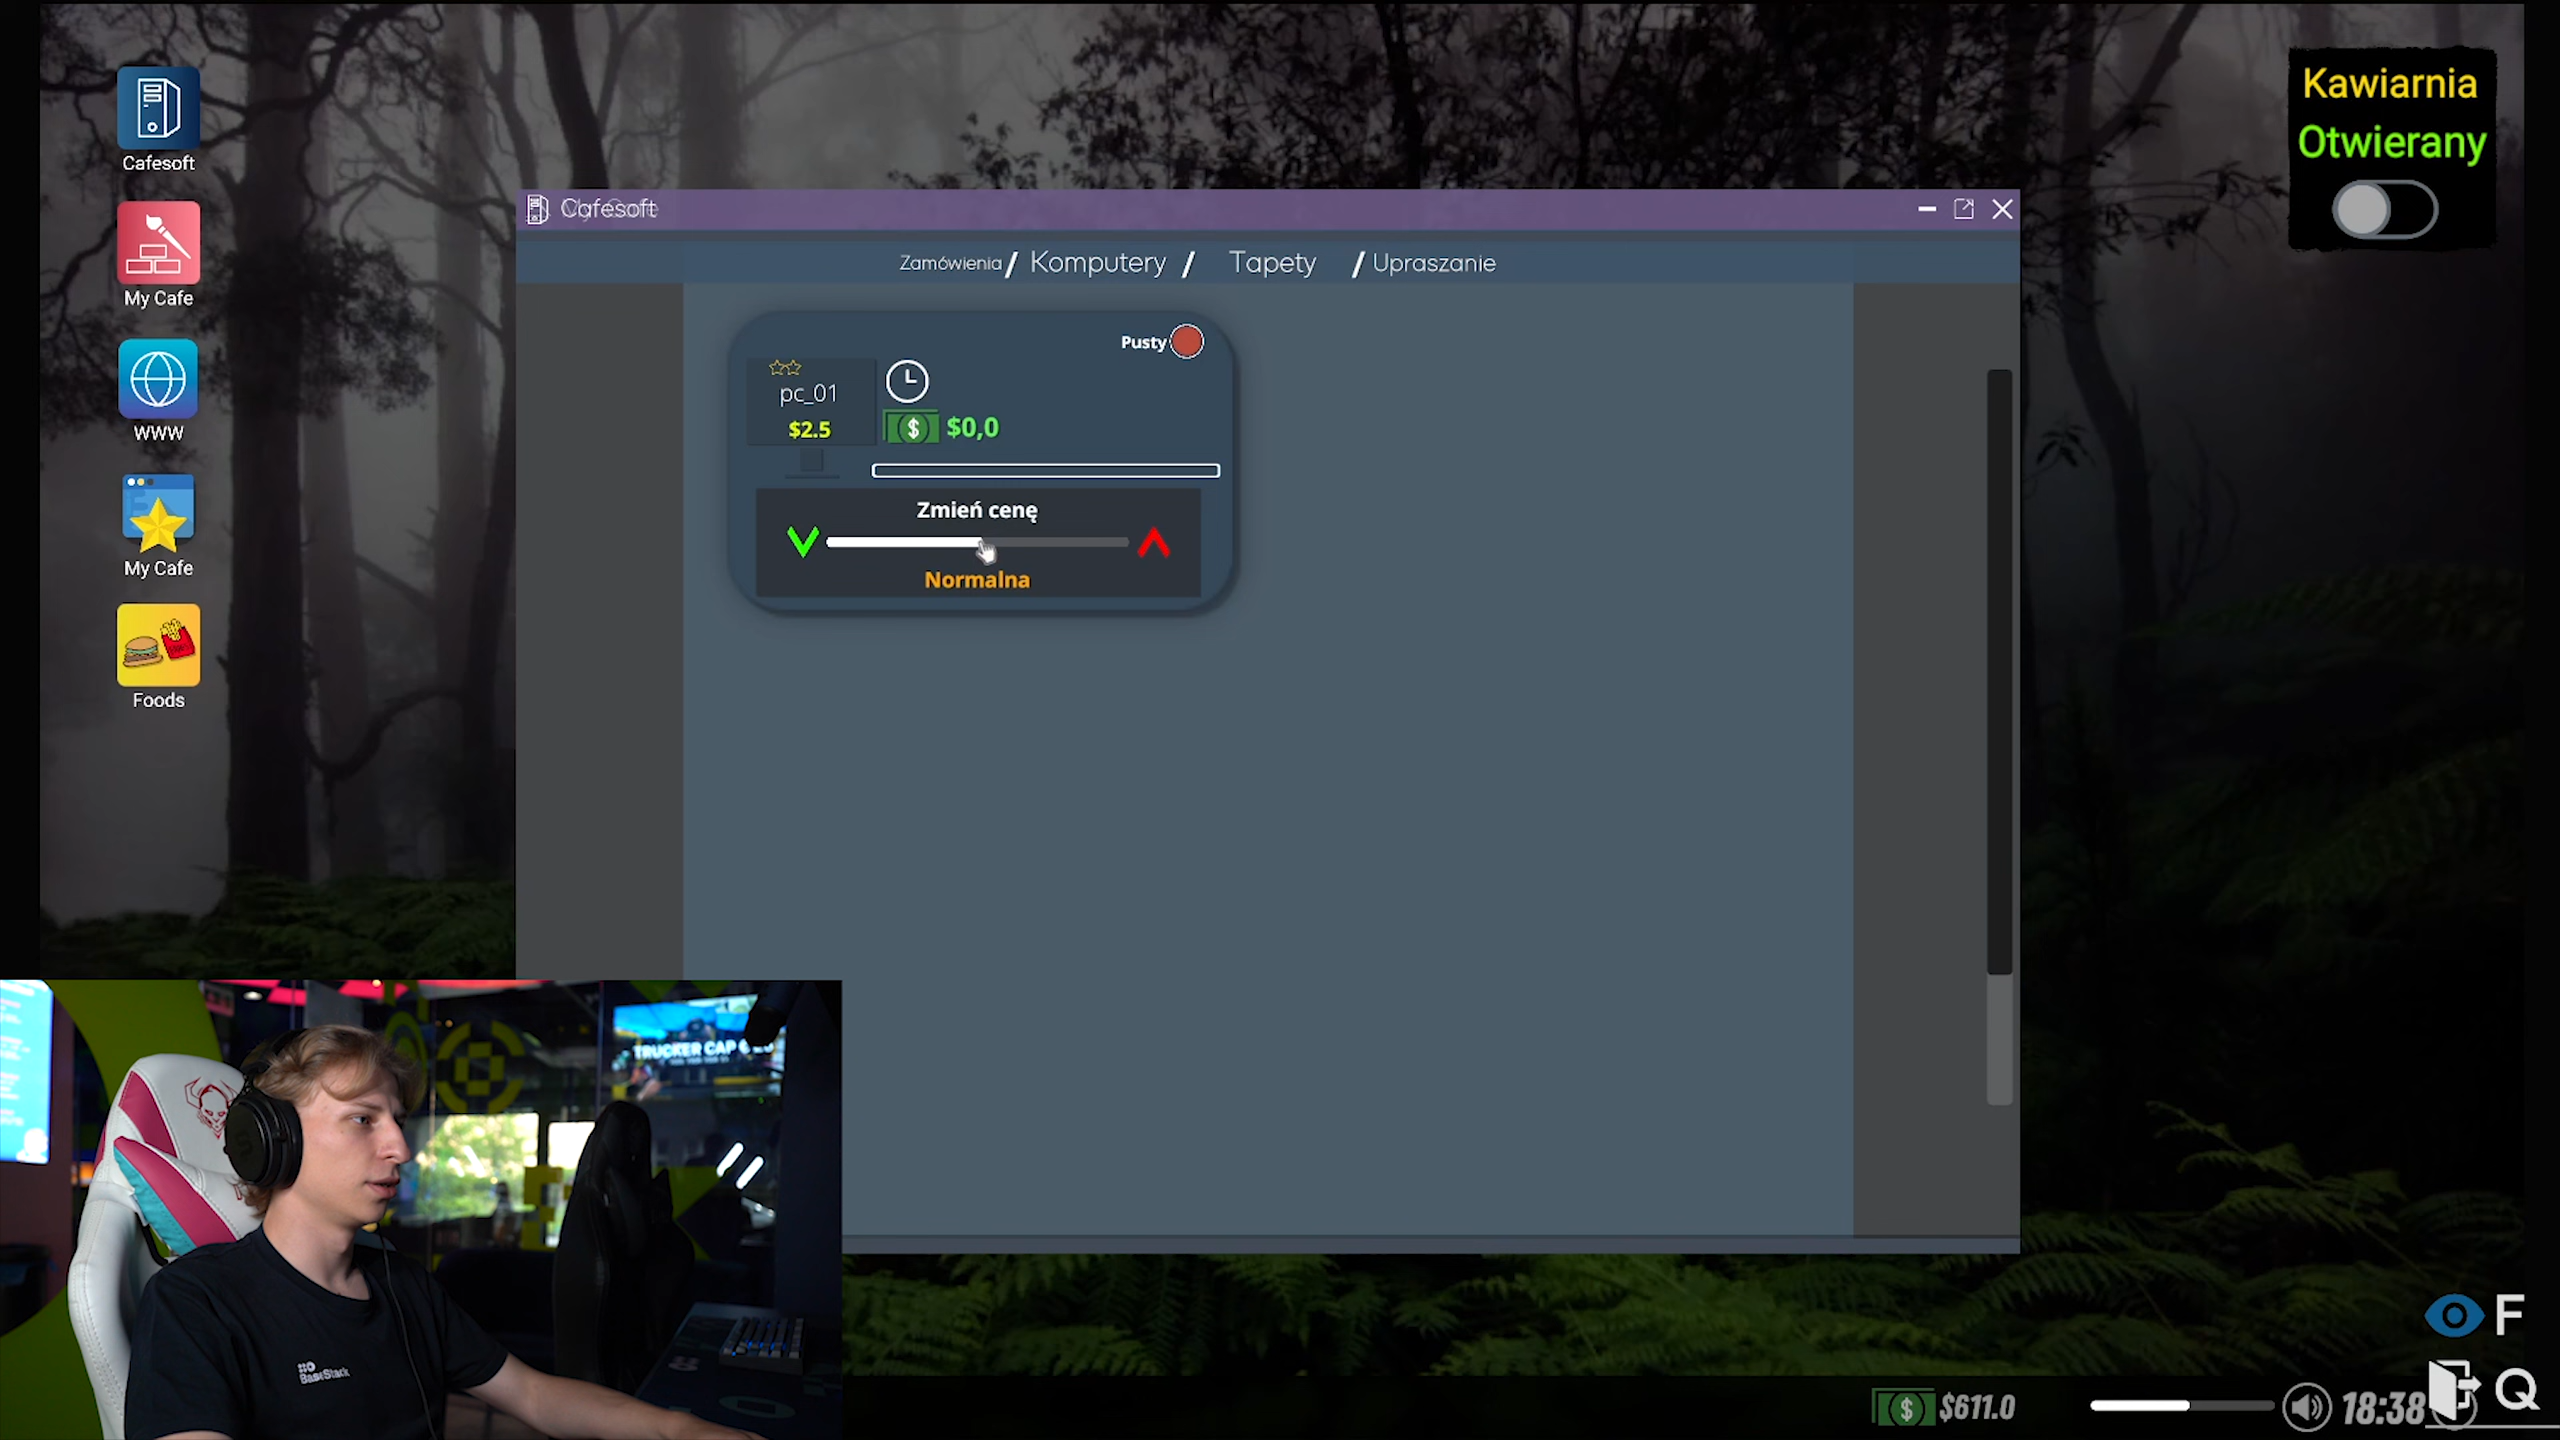 Kawiarnia
Otwierany
Cafesoft
My Cafe
WWW
My Cafe
Foods
Cafesoft
Zamówienia / Komputery / Tapety / Upraszanie
Pusty
pc_01
$2.5
$ $0,0
Zmień cenę
Normalna
TRUCKER CAP
BaseStack
F
Q
$ $611.0
18:38